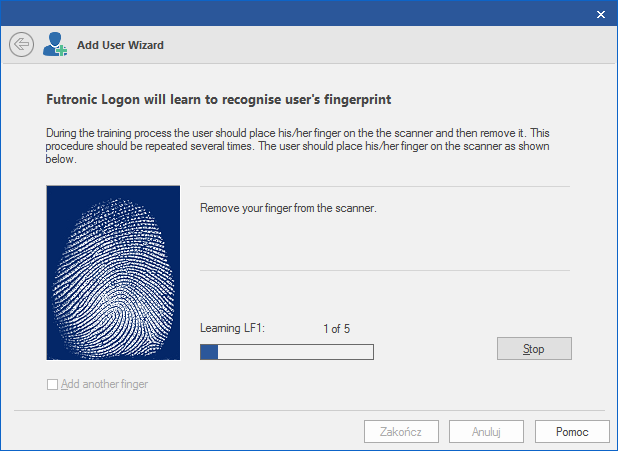 Add User Wizard
Futronic Logon will learn to recognise user's fingerprint
During the training process the user should place his/her finger on the the scanner and then remove it. This
procedure should be repeated several times. The user should place his/her finger on the scanner as shown
below.
Remove your finger from the scanner.
Learning LF1: 1 of 5
Stop
Add another finger
Zakończ Anuluj Pomoc